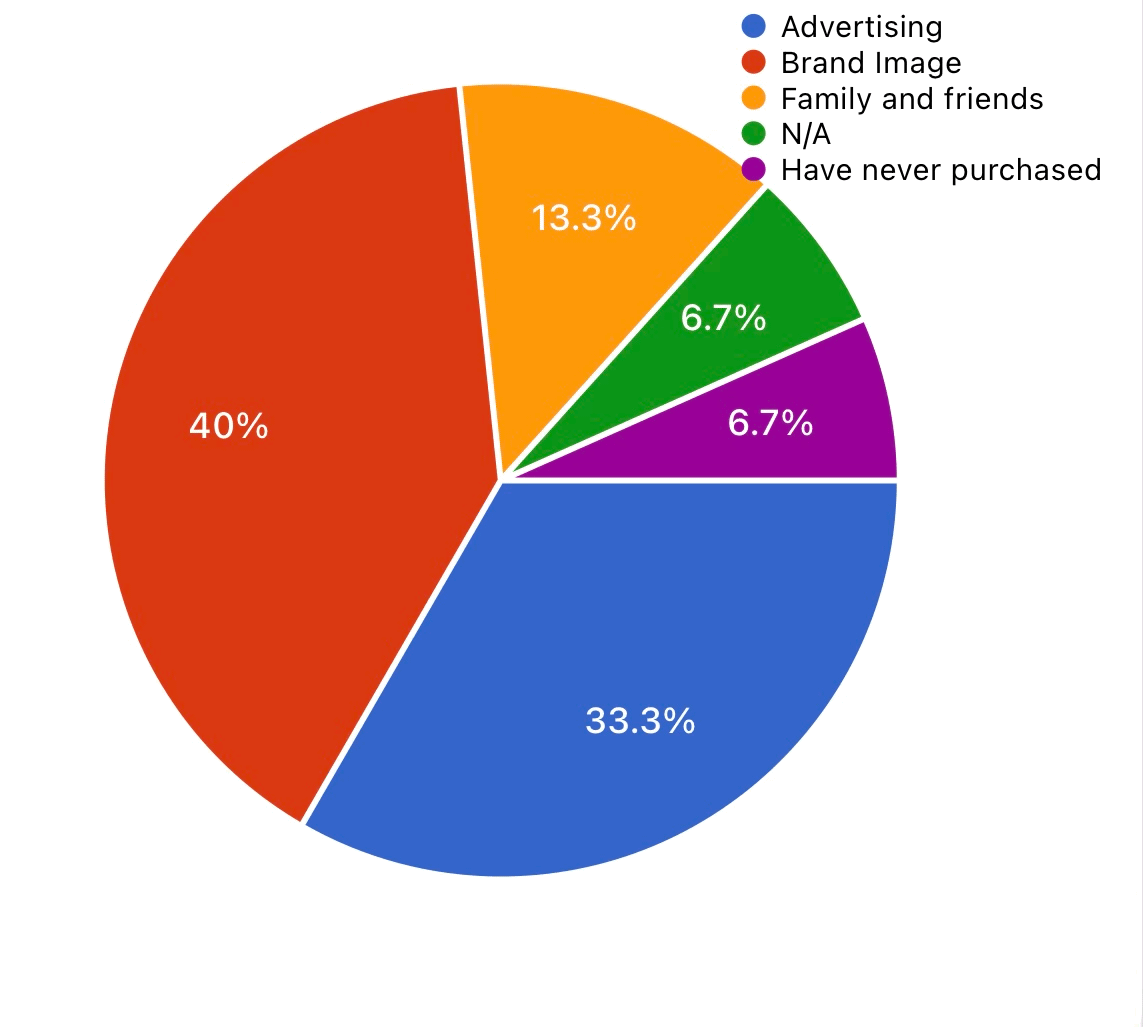 Advertising
Brand Image
Family and friends
N/A
Have never purchased
13.3%
6.7%
6.7%
40%
33.3%